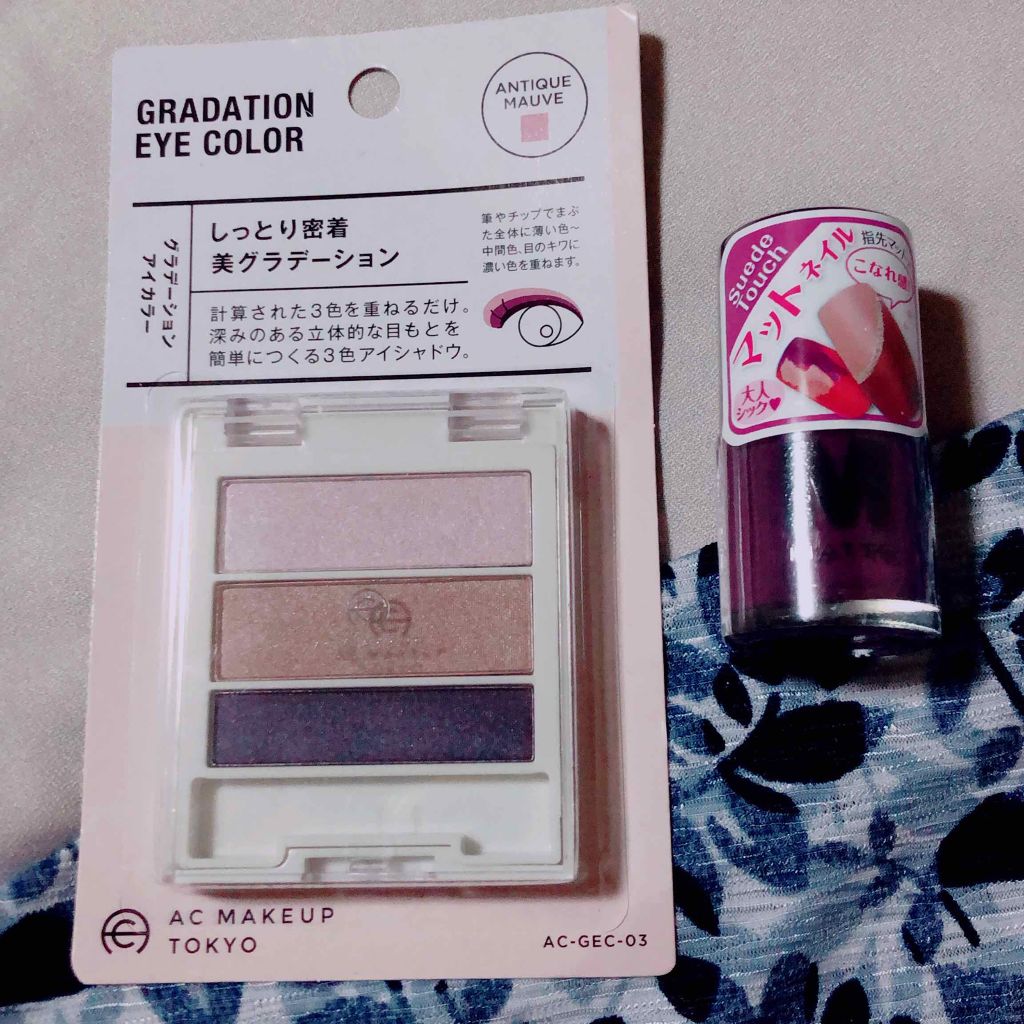 GRADATION
EYE COLOR
ANTIQUE
MAUVE
グラデーション
アイカラー
しっとり密着
美グラデーション
計算された3色を重ねるだけ。
深みのある立体的な目もとを
簡単につくる3色アイシャドウ。
筆やチップでまぶ
た全体に薄い色〜
中間色、目のキワに
濃い色を重ねます。
AC MAKEUP
TOKYO
AC-GEC-03
Suede
Touch
マットネイル
指先マット
こなれ感
大人
シック♥